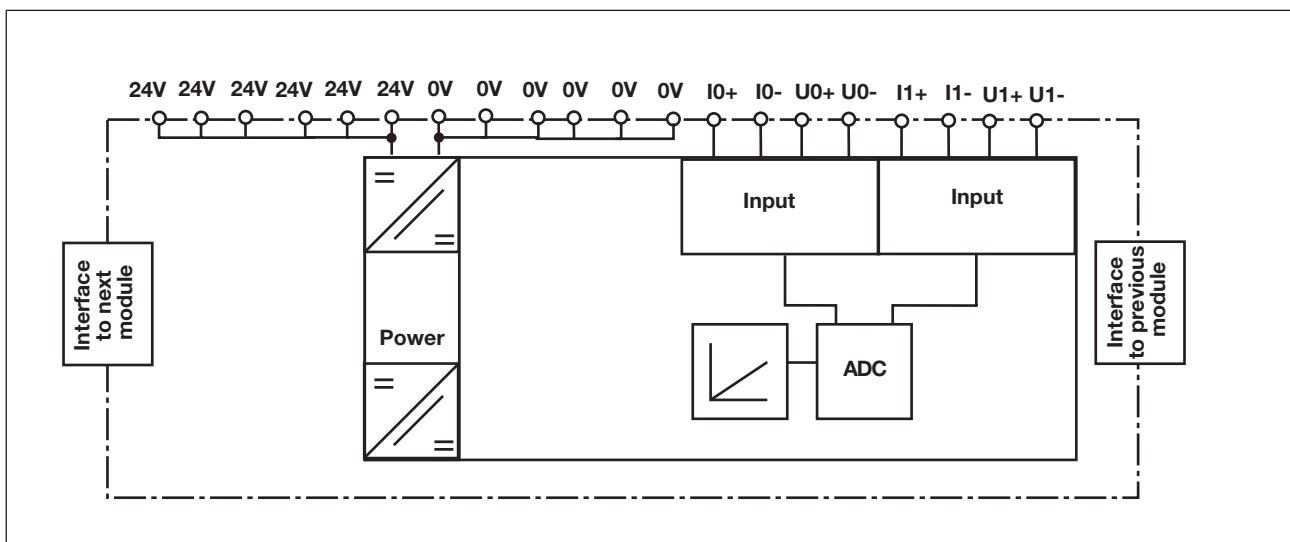 24V 24V 24V 24V 24V 24V 0V 0V 0V 0V 0V 0V I0+ I0- U0+ U0- I1+ I1- U1+ U1-
Input
Input
Interface
to next
module
Interface
to previous
module
Power
ADC